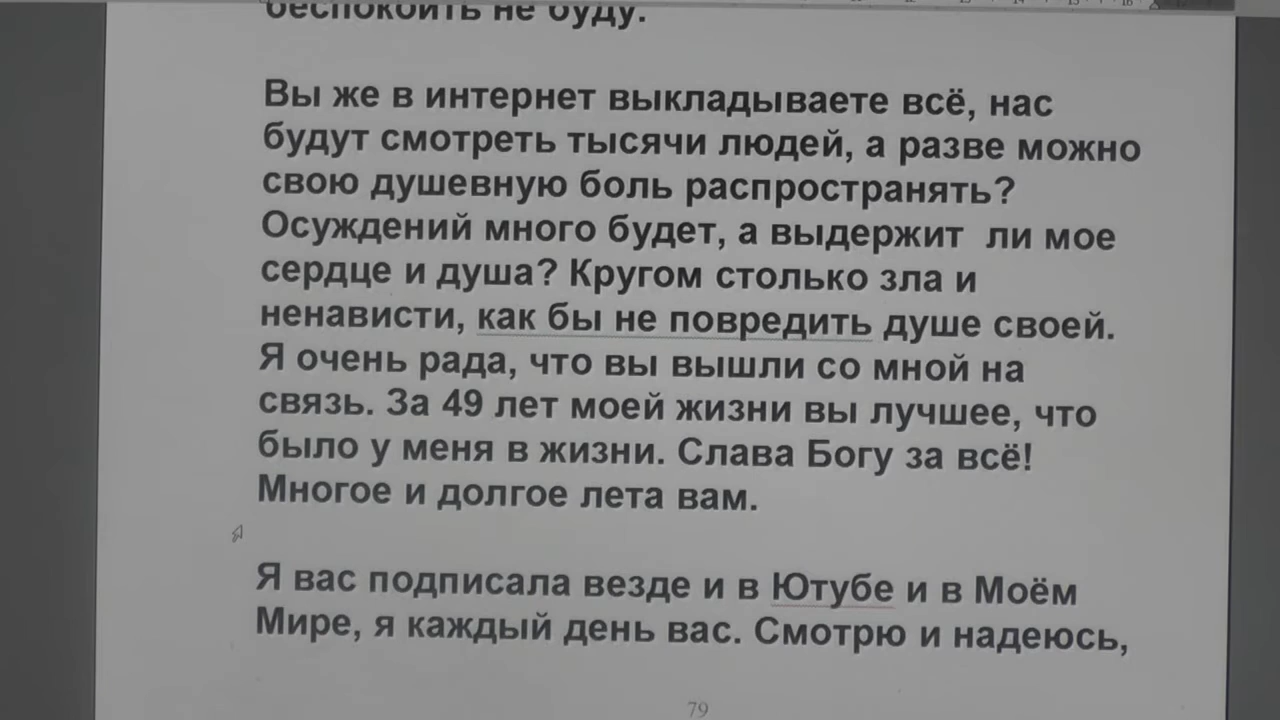 беспокоить не буду.
Вы же в интернет выкладываете всё, нас
будут смотреть тысячи людей, а разве можно
свою душевную боль распространять?
Осуждений много будет, а выдержит  ли мое
сердце и душа? Кругом столько зла и
ненависти, как бы не повредить душе своей.
Я очень рада, что вы вышли со мной на
связь. За 49 лет моей жизни вы лучшее, что
было у меня в жизни. Слава Богу за всё!
Многое и долгое лета вам.
Я вас подписала везде и в Ютубе и в Моём
Мире, я каждый день вас. Смотрю и надеюсь,
79